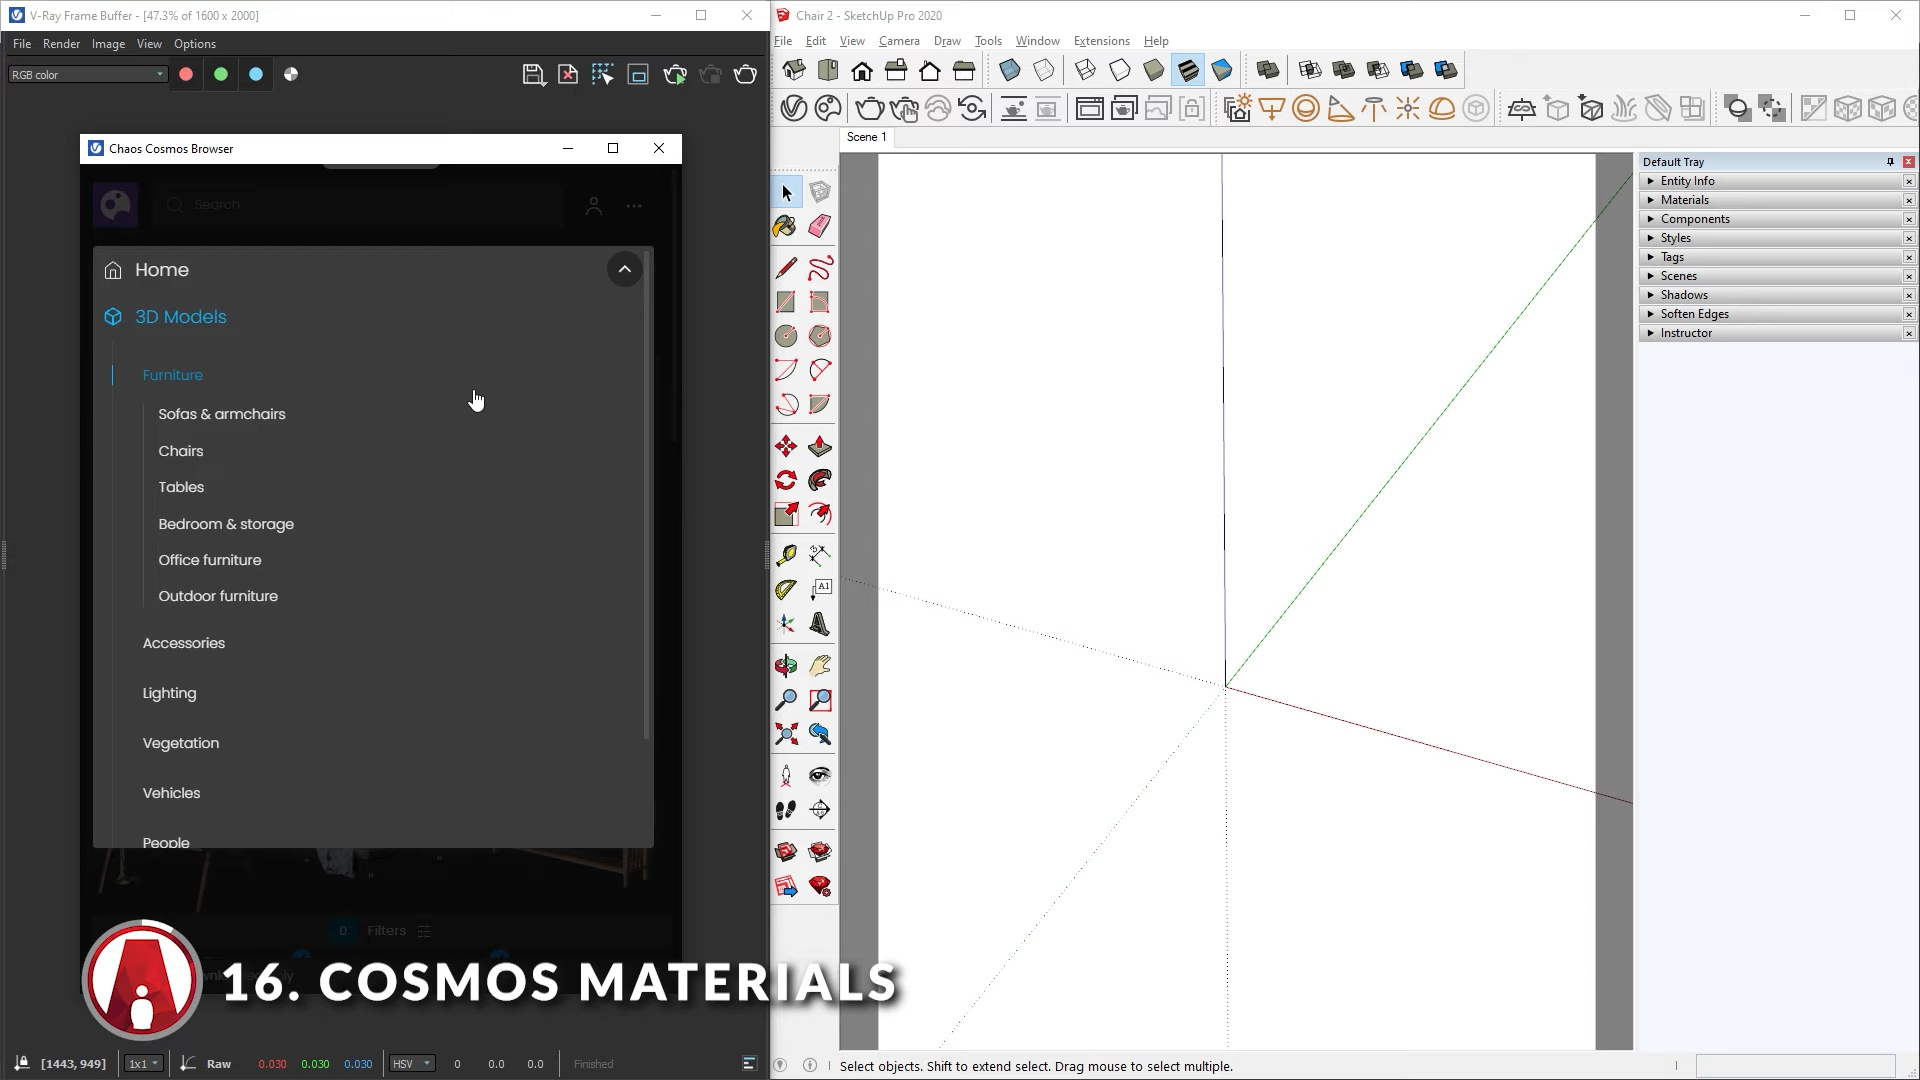 V-Ray Frame Buffer - [47.3% of 1600 x 2000]
File Render Image View Options
RGB color
Chaos Cosmos Browser
Search
Home
3D Models
Furniture
Sofas & armchairs
Chairs
Tables
Bedroom & storage
Office furniture
Outdoor furniture
Accessories
Lighting
Vegetation
Vehicles
People
0 Filters
16. COSMOS MATERIALS
[1443, 949] 1x1 Raw 0.030 0.030 0.030 HSV 0 0.0 0.0 Finished
Chair 2 - SketchUp Pro 2020
File Edit View Camera Draw Tools Window Extensions Help
Scene 1
A1
Default Tray
Entity Info
Materials
Components
Styles
Tags
Scenes
Shadows
Soften Edges
Instructor
Select objects. Shift to extend select. Drag mouse to select multiple.